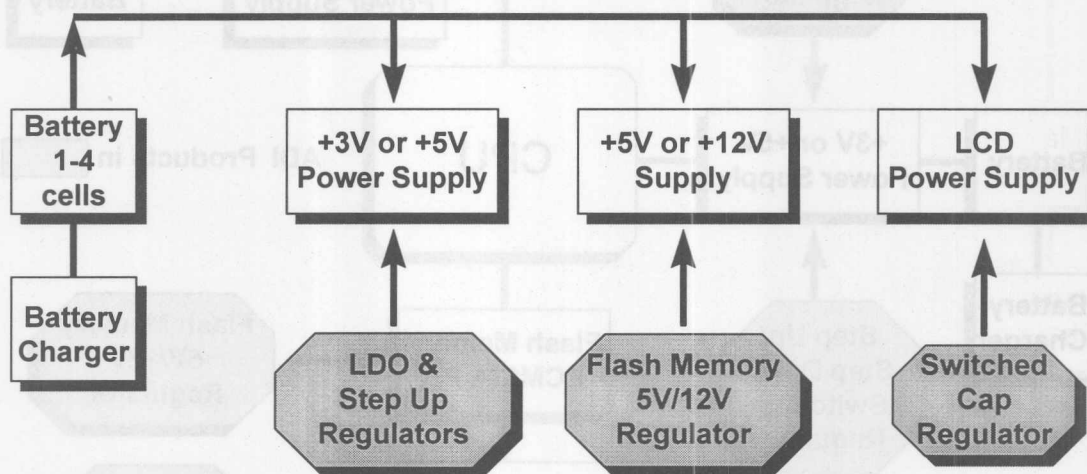 Battery
1-4
cells
+3V or +5V
Power Supply
+5V or +12V
Supply
LCD
Power Supply
Battery
Charger
LDO &
Step Up
Regulators
Flash Memory
5V/12V
Regulator
Switched
Cap
Regulator